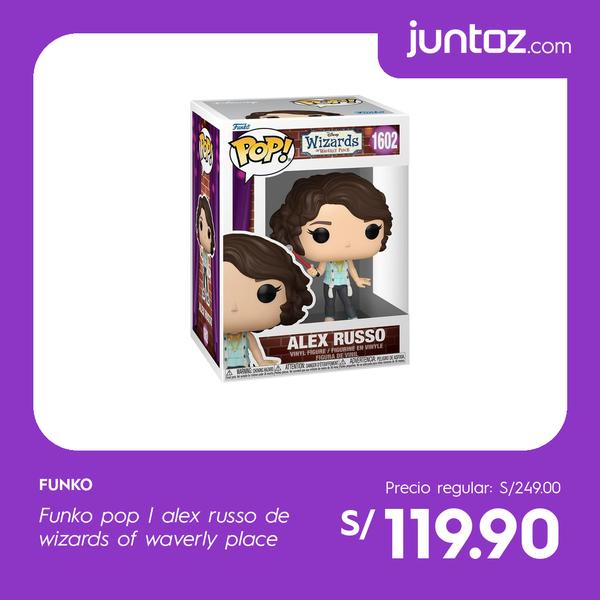 juntoz.com
Funko
POP!
Disney
Wizards
of Waverly Place
1602
ALEX RUSSO
VINYL FIGURE / FIGURINE EN VINYLE
FIGURA DE VINIL
FUNKO
Precio regular: S/249.00
Funko pop | alex russo de
wizards of waverly place
S/119.90